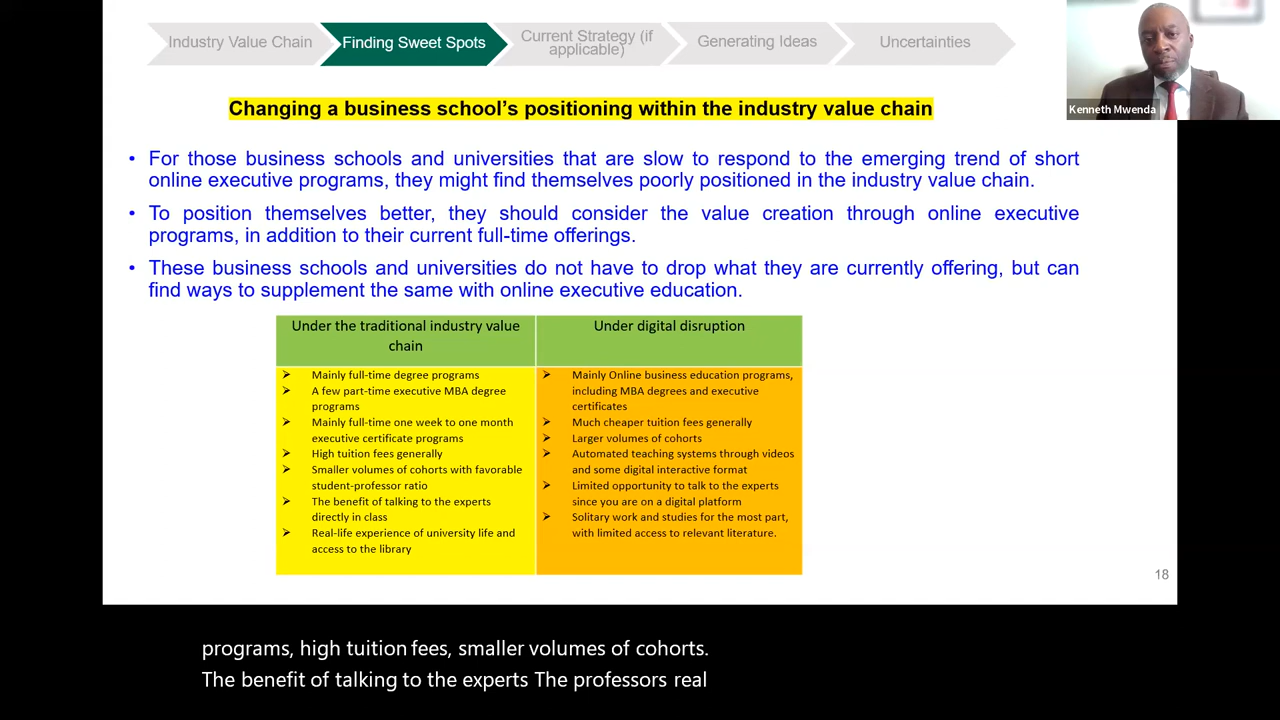 Industry Value Chain
Finding Sweet Spots
Current Strategy (if
applicable)
Generating Ideas
Uncertainties
Kenneth Mwenda
Changing a business school's positioning within the industry value chain
• For those business schools and universities that are slow to respond to the emerging trend of short
online executive programs, they might find themselves poorly positioned in the industry value chain.
• To position themselves better, they should consider the value creation through online executive
programs, in addition to their current full-time offerings.
• These business schools and universities do not have to drop what they are currently offering, but can
find ways to supplement the same with online executive education.
Under the traditional industry value
chain
➢ Mainly full-time degree programs
➢ A few part-time executive MBA degree
programs
➢ Mainly full-time one week to one month
executive certificate programs
➢ High tuition fees generally
➢ Smaller volumes of cohorts with favorable
student-professor ratio
➢ The benefit of talking to the experts
directly in class
➢ Real-life experience of university life and
access to the library
Under digital disruption
➢ Mainly Online business education programs,
including MBA degrees and executive
certificates
➢ Much cheaper tuition fees generally
➢ Larger volumes of cohorts
➢ Automated teaching systems through videos
and some digital interactive format
➢ Limited opportunity to talk to the experts
since you are on a digital platform
➢ Solitary work and studies for the most part,
with limited access to relevant literature.
18
programs, high tuition fees, smaller volumes of cohorts.
The benefit of talking to the experts The professors real